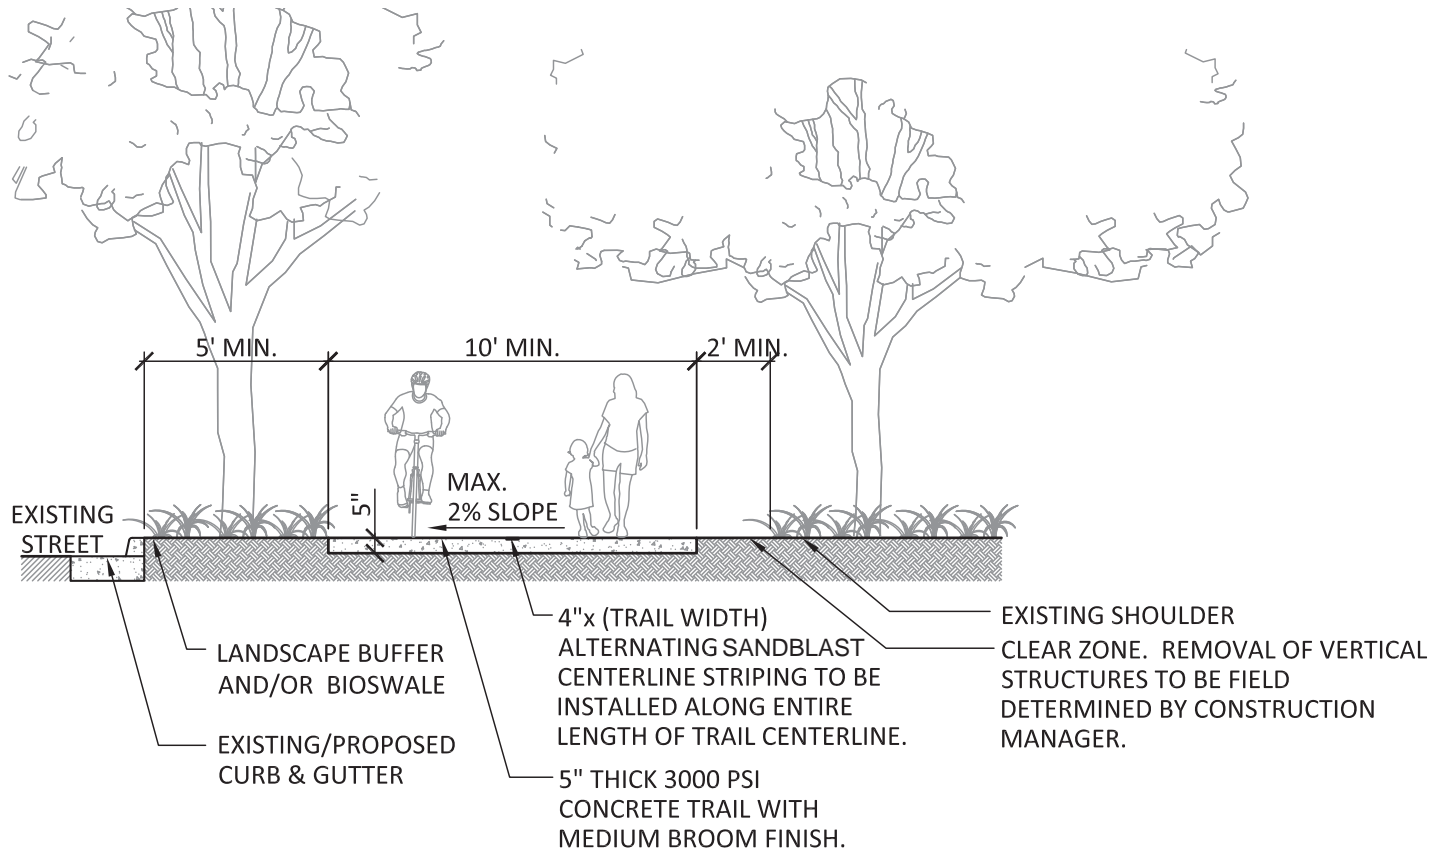 5' MIN.
10' MIN.
2' MIN.
MAX.
2% SLOPE
5"
EXISTING
STREET
LANDSCAPE BUFFER
AND/OR BIOSWALE
EXISTING/PROPOSED
CURB & GUTTER
4"x (TRAIL WIDTH)
ALTERNATING SANDBLAST
CENTERLINE STRIPING TO BE
INSTALLED ALONG ENTIRE
LENGTH OF TRAIL CENTERLINE.
5" THICK 3000 PSI
CONCRETE TRAIL WITH
MEDIUM BROOM FINISH.
EXISTING SHOULDER
CLEAR ZONE. REMOVAL OF VERTICAL
STRUCTURES TO BE FIELD
DETERMINED BY CONSTRUCTION
MANAGER.